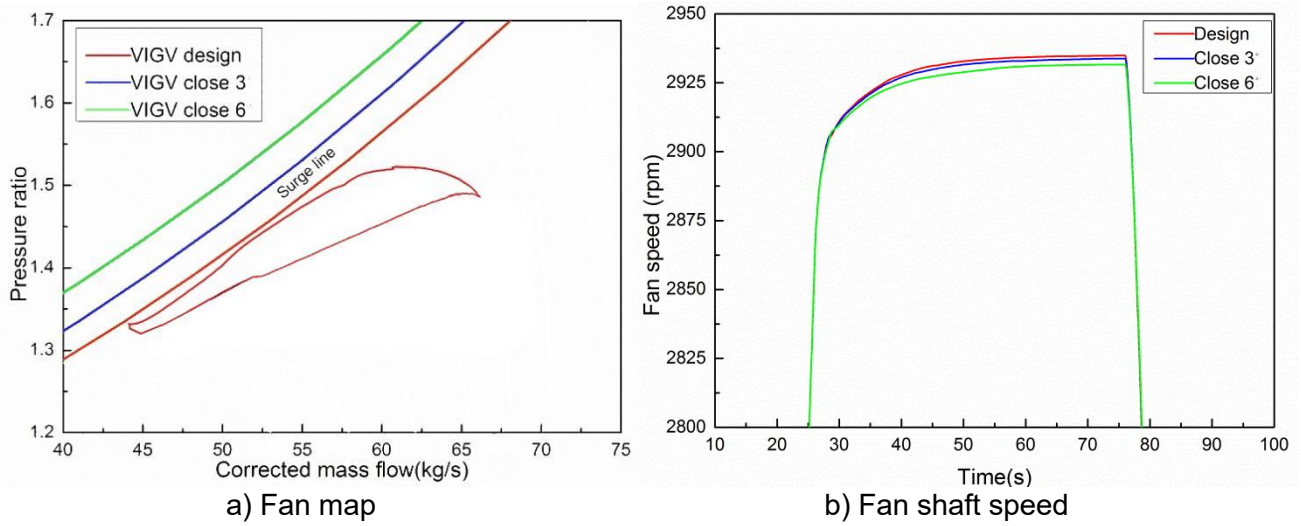 1.7
1.6
1.5
1.4
1.3
1.2
Pressure ratio
VIGV design
VIGV close 3
VIGV close 6
Surge line
40 45 50 55 60 65 70 75
Corrected mass flow(kg/s)
a) Fan map
2950
2925
2900
2875
2850
2825
2800
Fan speed (rpm)
Design
Close 3°
Close 6°
10 20 30 40 50 60 70 80 90 100
Time(s)
b) Fan shaft speed